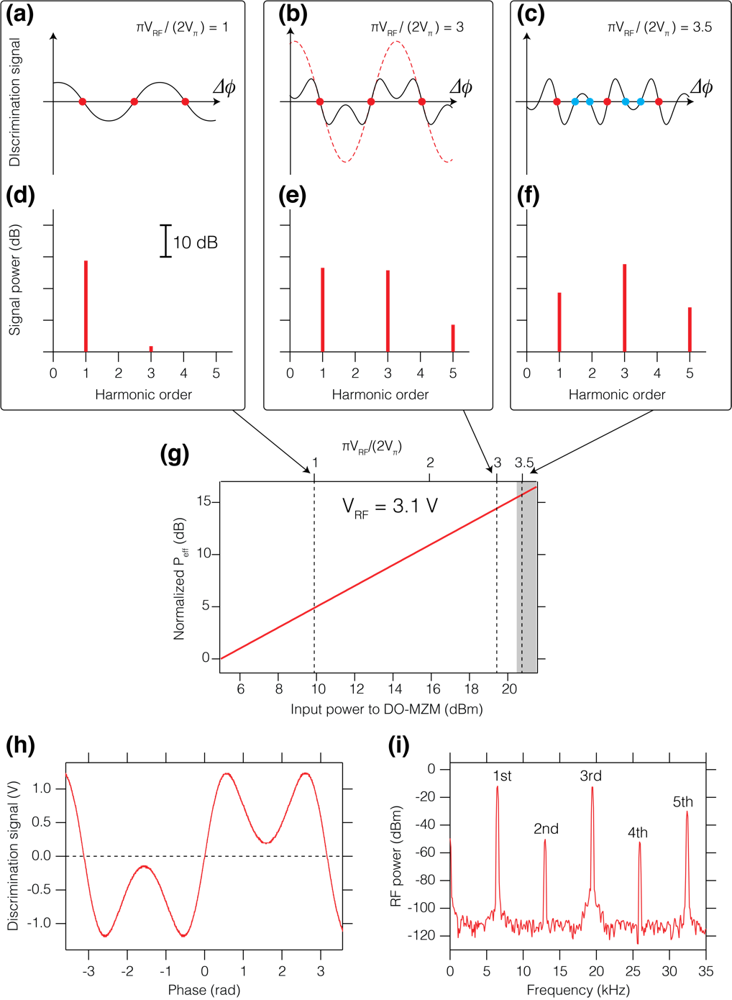 (a)
πV_RF / (2V_π) = 1
DIscrimination signal
Δϕ
(b)
πV_RF / (2V_π) = 3
Δϕ
(c)
πV_RF / (2V_π) = 3.5
Δϕ
(d)
Signal power (dB)
10 dB
0 1 2 3 4 5
Harmonic order
(e)
0 1 2 3 4 5
Harmonic order
(f)
0 1 2 3 4 5
Harmonic order
(g)
πV_RF/(2V_π)
1 2 3 3.5
V_RF = 3.1 V
Normalized P_eff (dB)
15
10
5
0
6 8 10 12 14 16 18 20
Input power to DO-MZM (dBm)
(h)
Discrimination signal (V)
1.0
0.5
0.0
-0.5
-1.0
-3 -2 -1 0 1 2 3
Phase (rad)
(i)
RF power (dBm)
0
-20
-40
-60
-80
-100
-120
1st
3rd
5th
2nd
4th
0 5 10 15 20 25 30 35
Frequency (kHz)